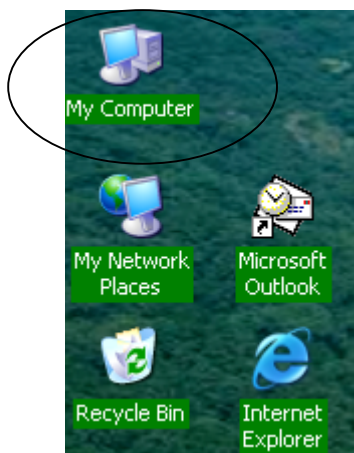 My Computer
My Network
Places
Microsoft
Outlook
Recycle Bin
Internet
Explorer